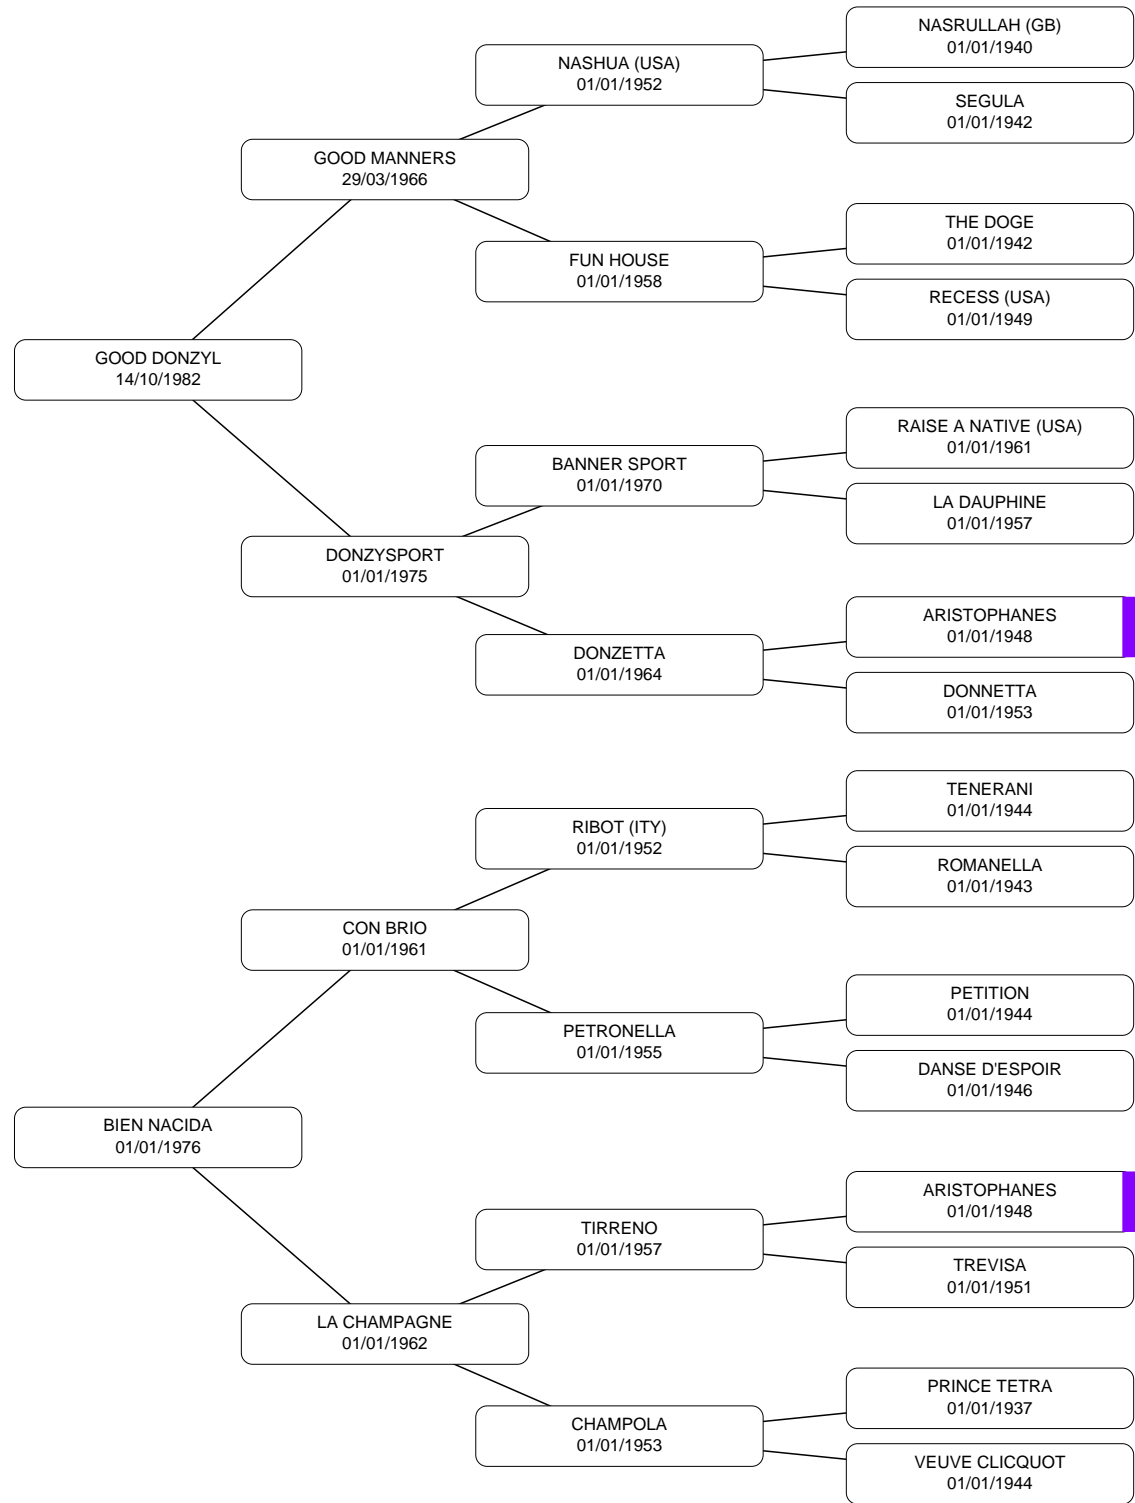 NASRULLAH (GB)
01/01/1940
NASHUA (USA)
01/01/1952
SEGULA
01/01/1942
GOOD MANNERS
29/03/1966
THE DOGE
01/01/1942
FUN HOUSE
01/01/1958
RECESS (USA)
01/01/1949
GOOD DONZYL
14/10/1982
RAISE A NATIVE (USA)
01/01/1961
BANNER SPORT
01/01/1970
LA DAUPHINE
01/01/1957
DONZYSPORT
01/01/1975
ARISTOPHANES
01/01/1948
DONZETTA
01/01/1964
DONNETTA
01/01/1953
TENERANI
01/01/1944
RIBOT (ITY)
01/01/1952
ROMANELLA
01/01/1943
CON BRIO
01/01/1961
PETITION
01/01/1944
PETRONELLA
01/01/1955
DANSE D'ESPOIR
01/01/1946
BIEN NACIDA
01/01/1976
ARISTOPHANES
01/01/1948
TIRRENO
01/01/1957
TREVISA
01/01/1951
LA CHAMPAGNE
01/01/1962
PRINCE TETRA
01/01/1937
CHAMPOLA
01/01/1953
VEUVE CLICQUOT
01/01/1944